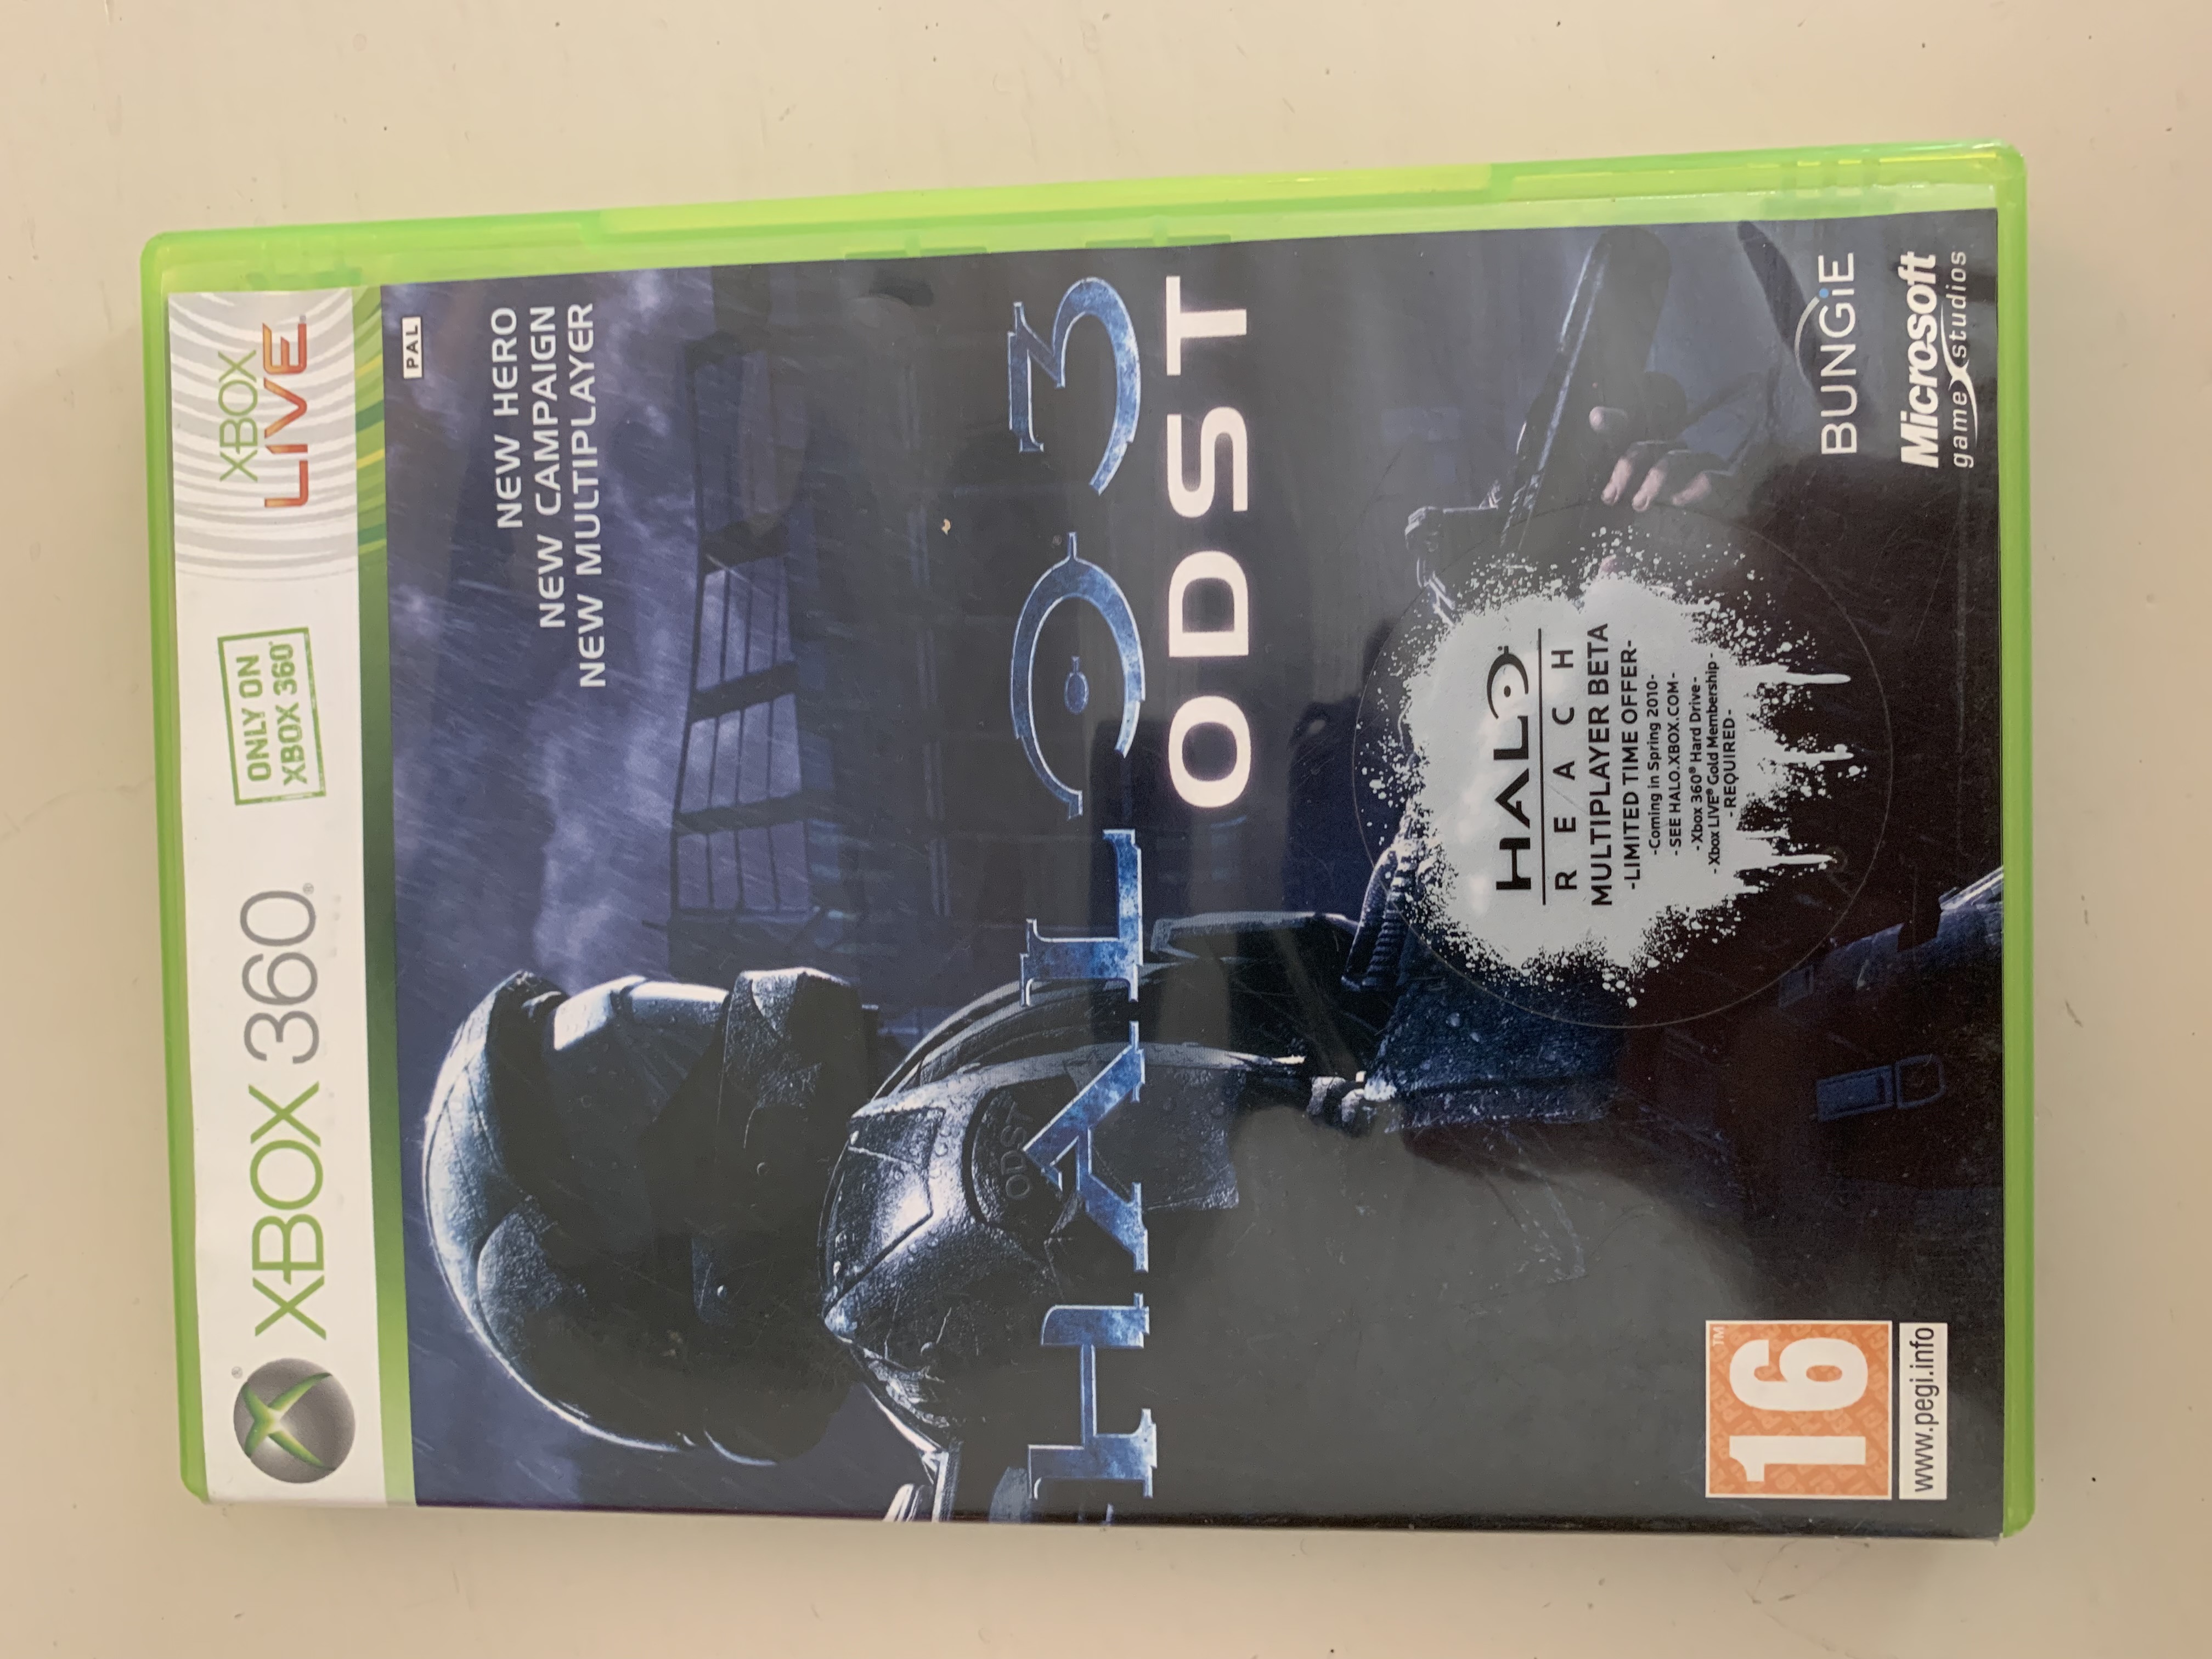 XBOX 360
ONLY ON
XBOX 360
XBOX
LIVE
PAL
NEW HERO
NEW CAMPAIGN
NEW MULTIPLAYER
ODST
HALO 3
ODST
HALO
REACH
MULTIPLAYER BETA
-LIMITED TIME OFFER-
-Coming in Spring 2010-
-SEE HALO.XBOX.COM-
-Xbox 360® Hard Drive-
-Xbox LIVE® Gold Membership-
-REQUIRED-
16
www.pegi.info
BUNGiE
Microsoft
game studios